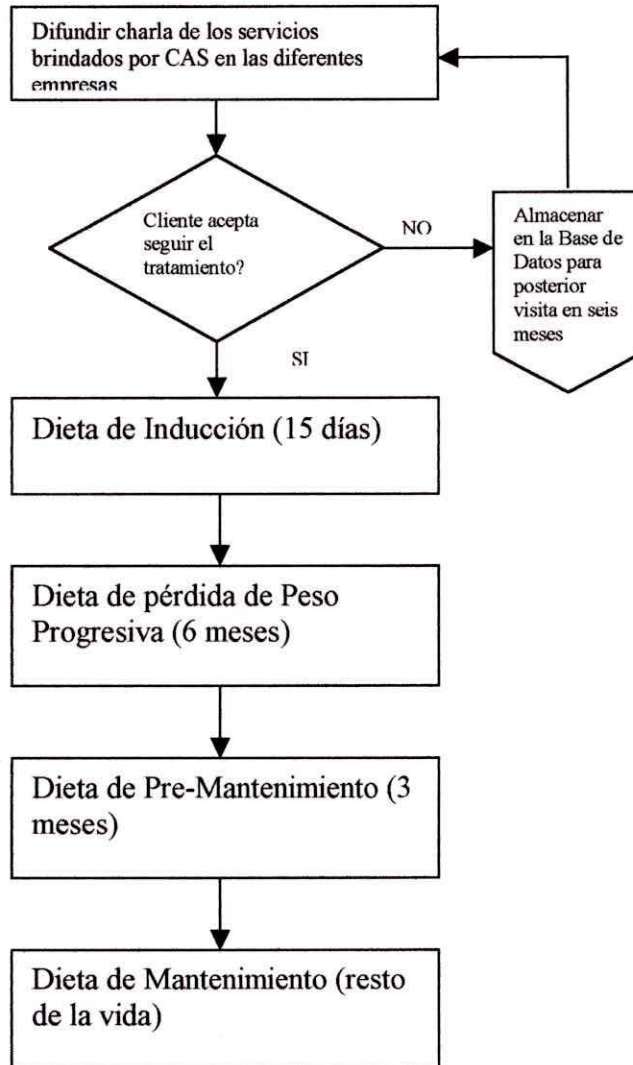 Difundir charla de los servicios
brindados por CAS en las diferentes
empresas
Cliente acepta
seguir el
tratamiento?
NO
Almacenar
en la Base de
Datos para
posterior
visita en seis
meses
SI
Dieta de Inducción (15 días)
Dieta de pérdida de Peso
Progresiva (6 meses)
Dieta de Pre-Mantenimiento (3
meses)
Dieta de Mantenimiento (resto
de la vida)